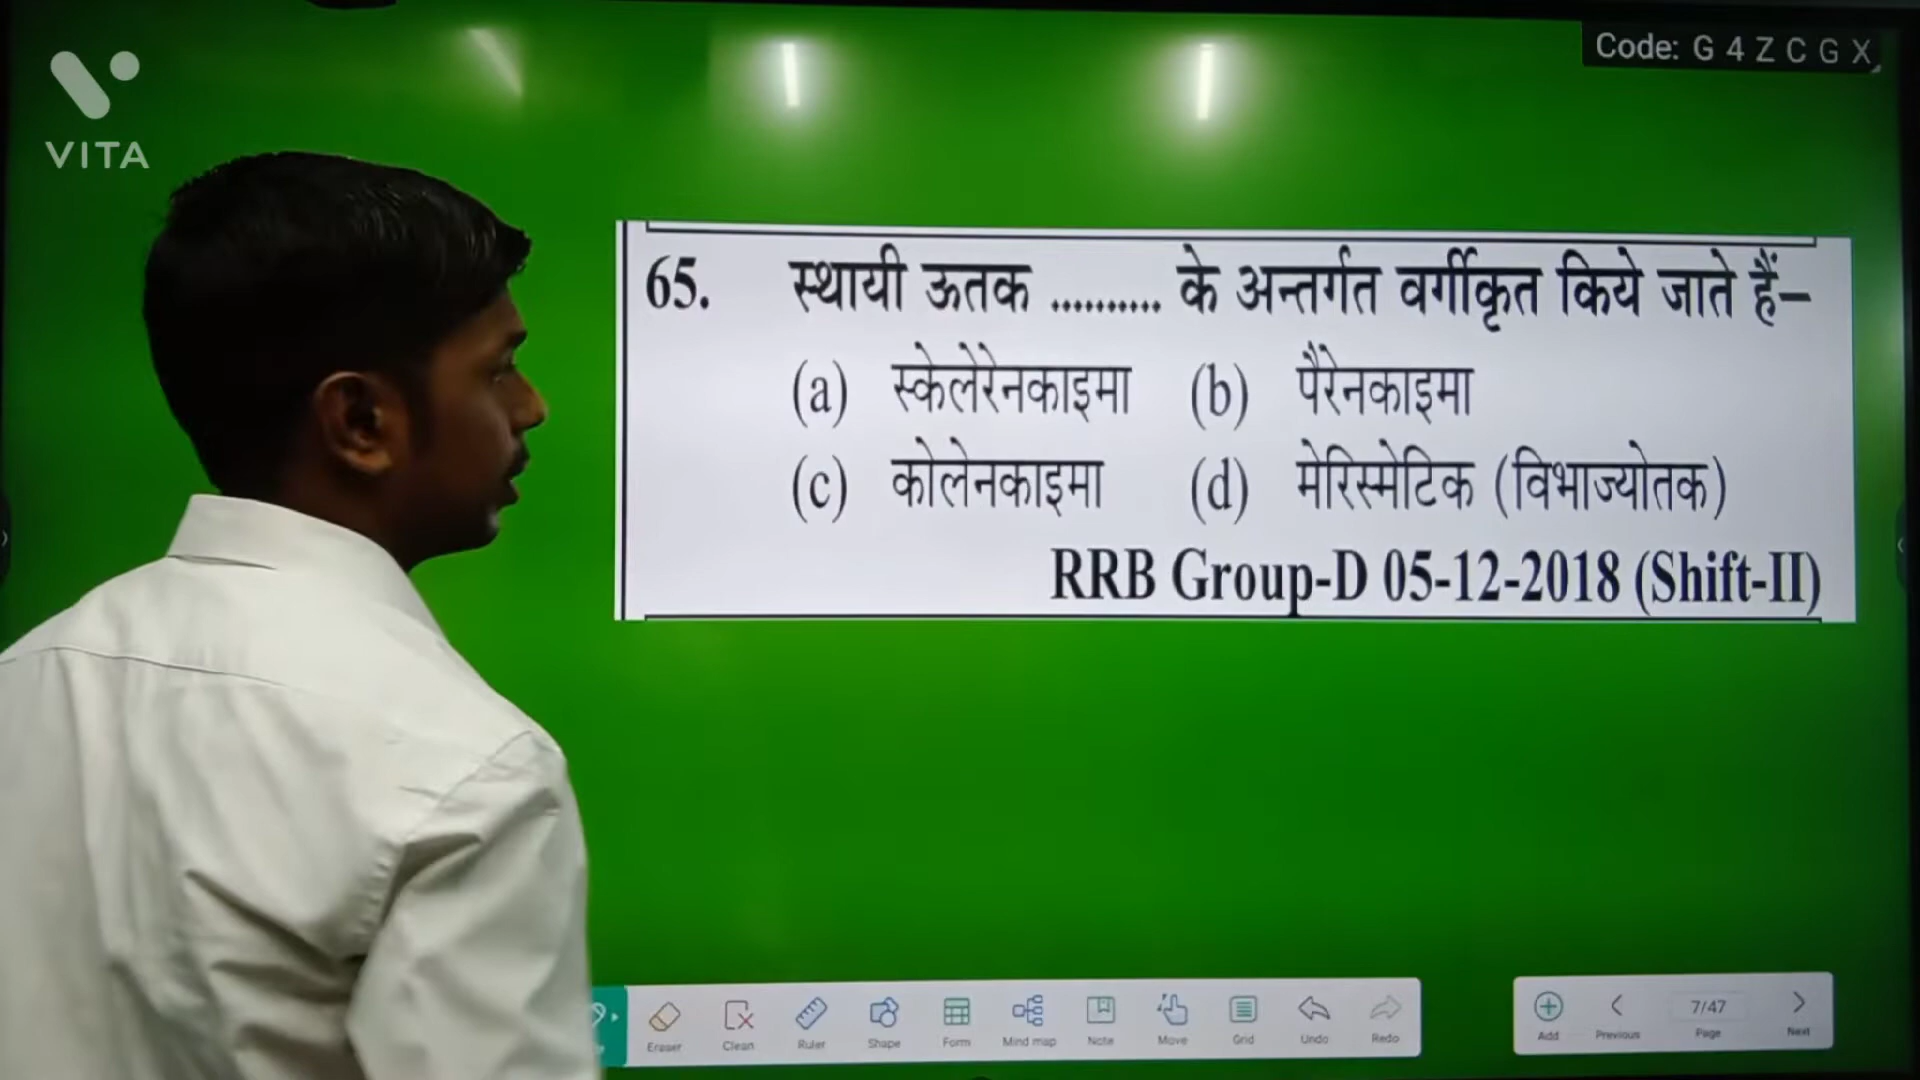 VITA
Code: G 4 Z C G X
65. स्थायी ऊतक .......... के अन्तर्गत वर्गीकृत किये जाते हैं–
(a) स्केलेरेनकाइमा (b) पैरेनकाइमा
(c) कोलेनकाइमा (d) मेरिस्मेटिक (विभाज्योतक)
RRB Group-D 05-12-2018 (Shift-II)
Eraser Clean Ruler Shape Form Mind map Note Move Grid Undo Redo
7/47
Add Previous Page Next